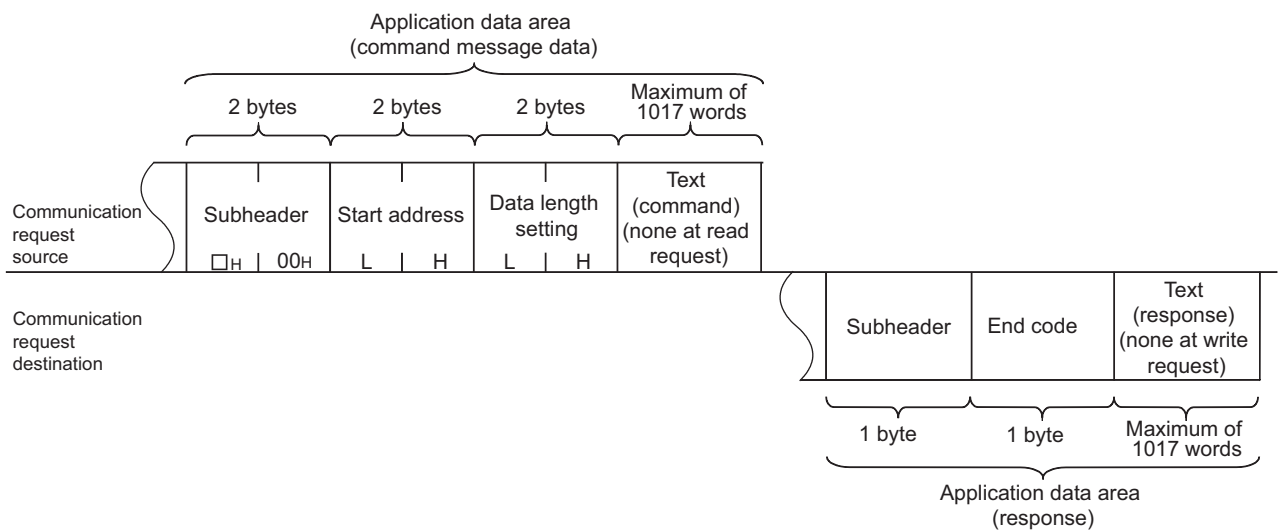 Application data area
(command message data)
2 bytes
2 bytes
2 bytes
Maximum of
1017 words
Communication
request
source
Subheader
□H
00H
Start address
L
H
Data length
setting
L
H
Text
(command)
(none at read
request)
Communication
request
destination
Subheader
End code
Text
(response)
(none at write
request)
1 byte
1 byte
Maximum of
1017 words
Application data area
(response)